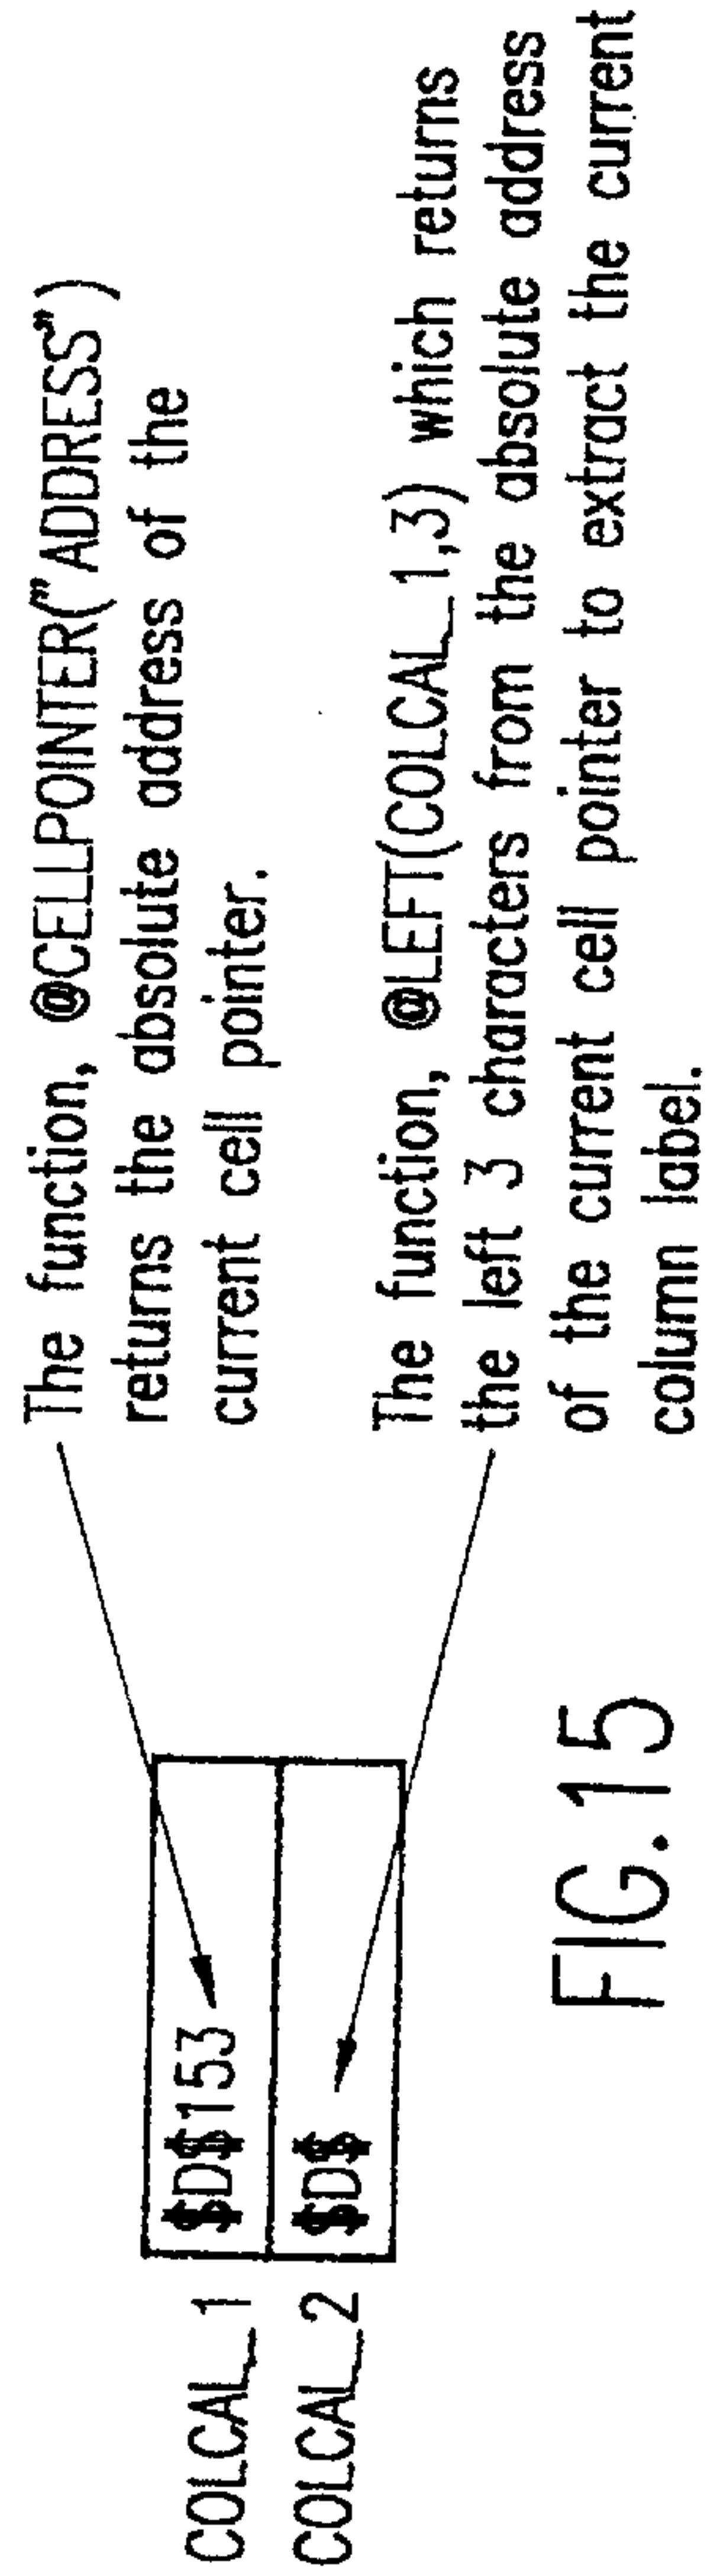 The function, @CELLPOINTER("ADDRESS")
returns the absolute address of the
current cell pointer.
COLCAL_1 $D$153
COLCAL_2 $D$
The function, @LEFT(COLCAL_1,3) which returns
the left 3 characters from the absolute address
of the current cell pointer to extract the current
column label.
FIG.15